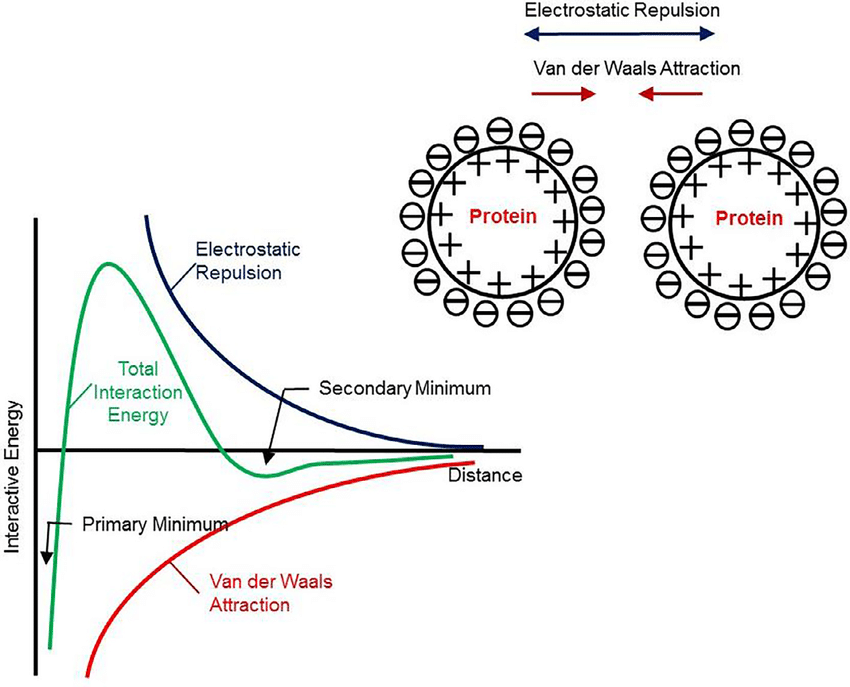 Electrostatic Repulsion
Van der Waals Attraction
Protein
Protein
Electrostatic
Repulsion
Total
Interaction
Energy
Secondary Minimum
Interactive Energy
Distance
Primary Minimum
Van der Waals
Attraction